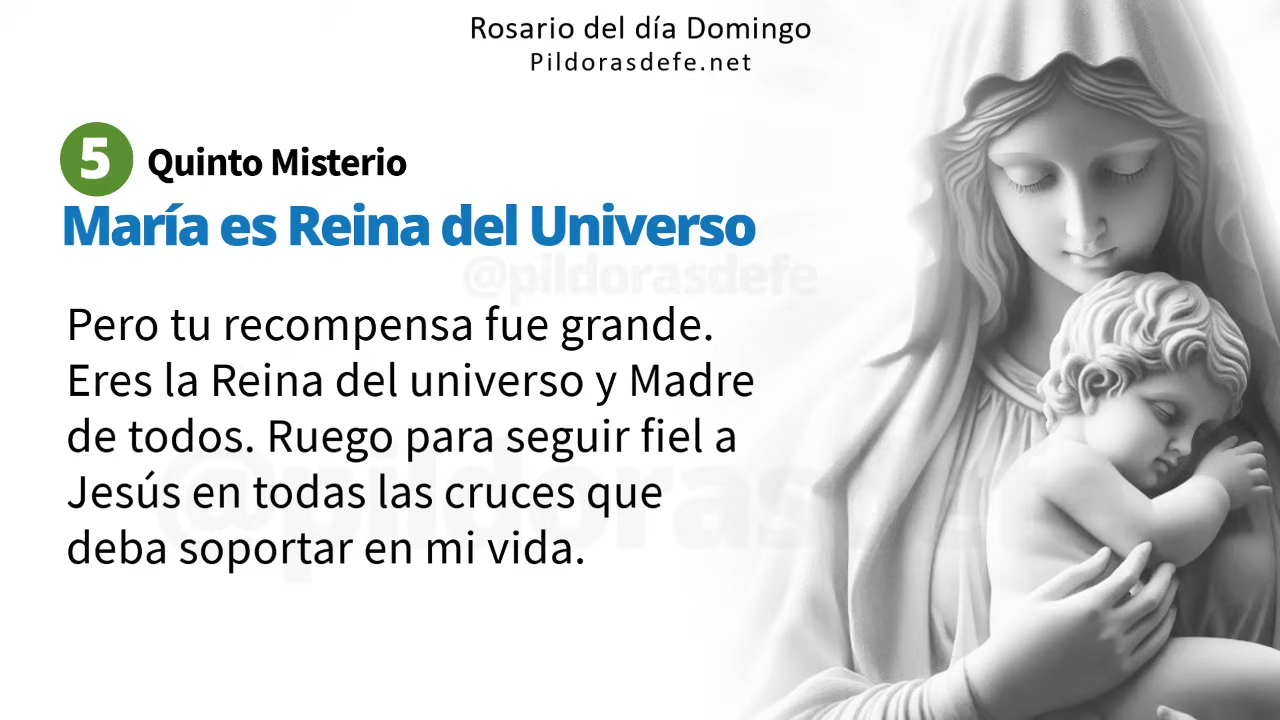 Rosario del día Domingo
Pildorasdefe.net
5 Quinto Misterio
María es Reina del Universo
@pildorasdefe
Pero tu recompensa fue grande.
Eres la Reina del universo y Madre
de todos. Ruego para seguir fiel a
Jesús en todas las cruces que
deba soportar en mi vida.
@pildorasdefe